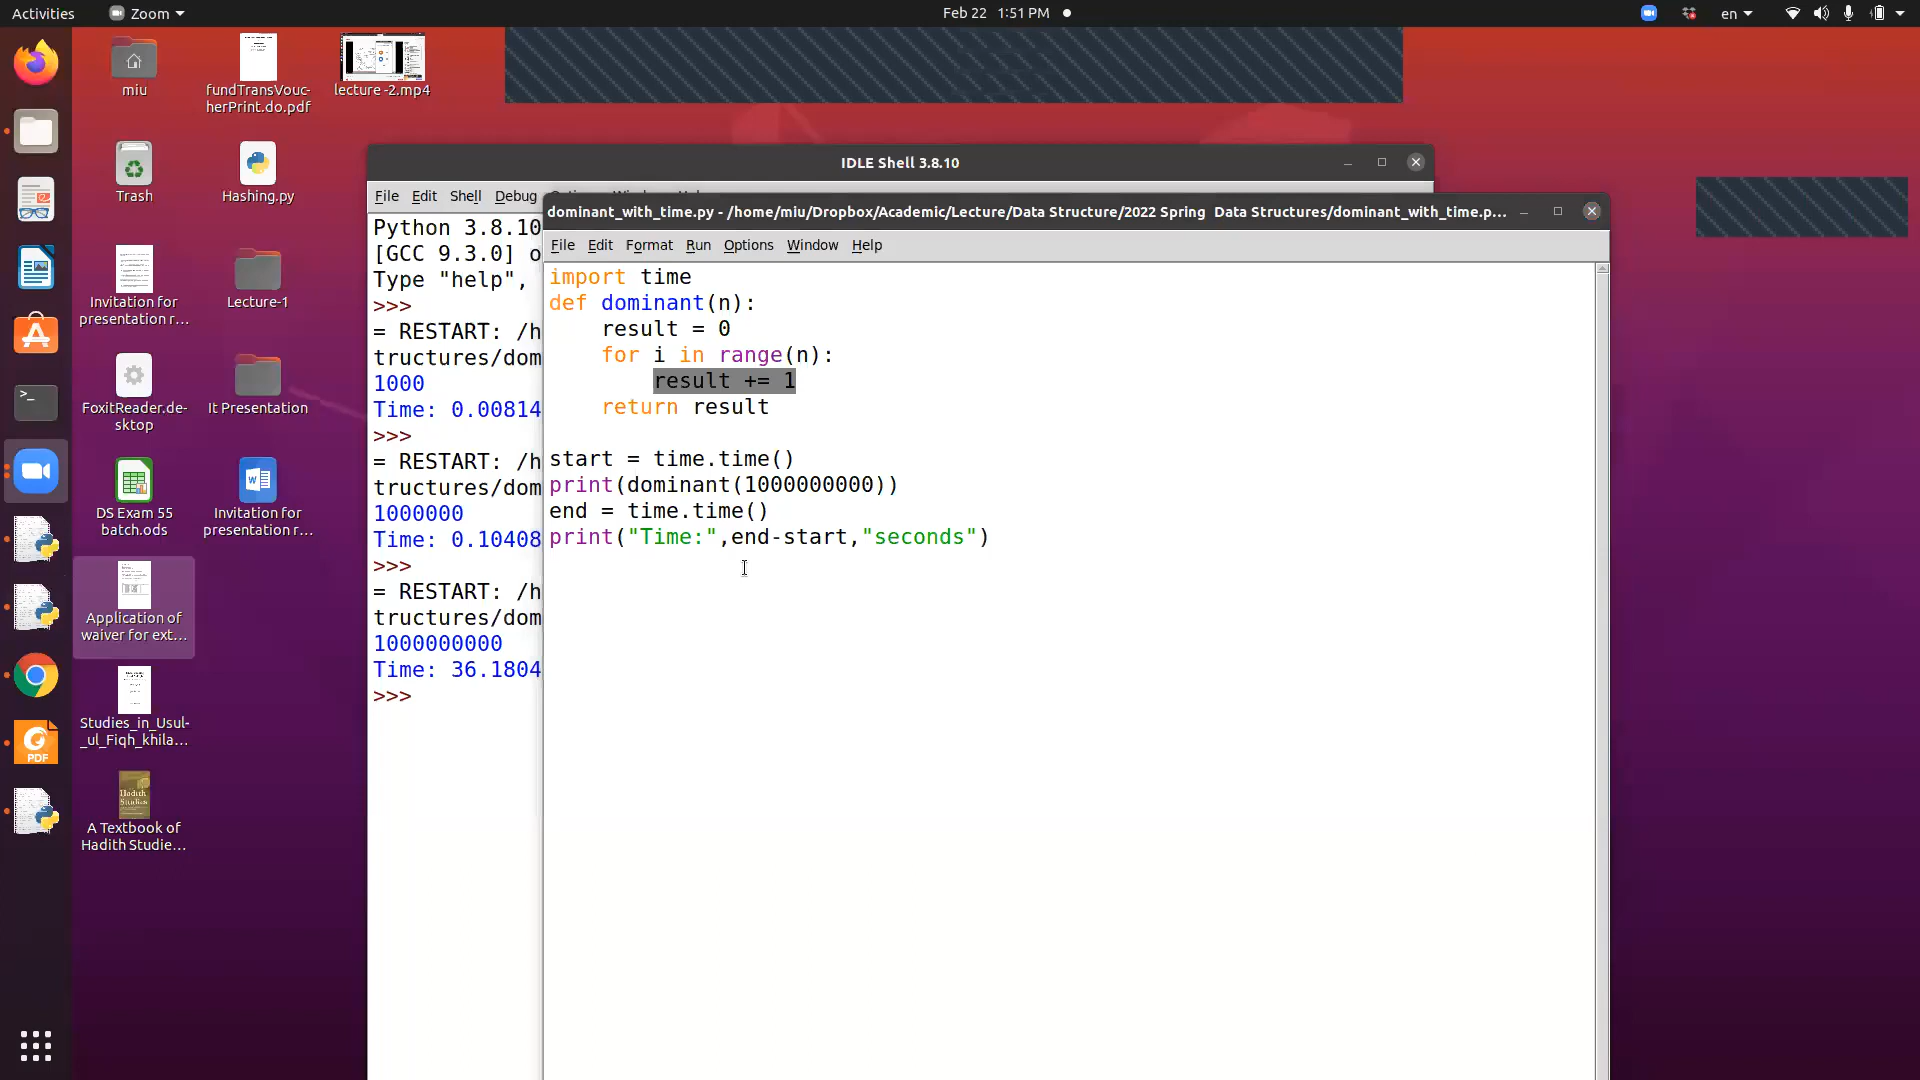 Activities
Zoom
Feb 22 1:51 PM
en
miu
fundTransVouc-
herPrint.do.pdf
lecture -2.mp4
Trash
Hashing.py
Invitation for
presentation r...
Lecture-1
FoxitReader.de-
sktop
It Presentation
DS Exam 55
batch.ods
Invitation for
presentation r...
Application of
waiver for ext...
Studies_in_Usul-
_ul_Fiqh_khila...
A Textbook of
Hadith Studie...
PDF
IDLE Shell 3.8.10
File Edit Shell Debug
Python 3.8.10
[GCC 9.3.0] o
Type "help",
>>>
= RESTART: /h
tructures/dom
1000
Time: 0.00814
>>>
= RESTART: /h
tructures/dom
1000000
Time: 0.10408
>>>
= RESTART: /h
tructures/dom
1000000000
Time: 36.1804
>>>
dominant_with_time.py - /home/miu/Dropbox/Academic/Lecture/Data Structure/2022 Spring Data Structures/dominant_with_time.p...
File Edit Format Run Options Window Help
import time
def dominant(n):
    result = 0
    for i in range(n):
        result += 1
    return result
start = time.time()
print(dominant(1000000000))
end = time.time()
print("Time:",end-start,"seconds")